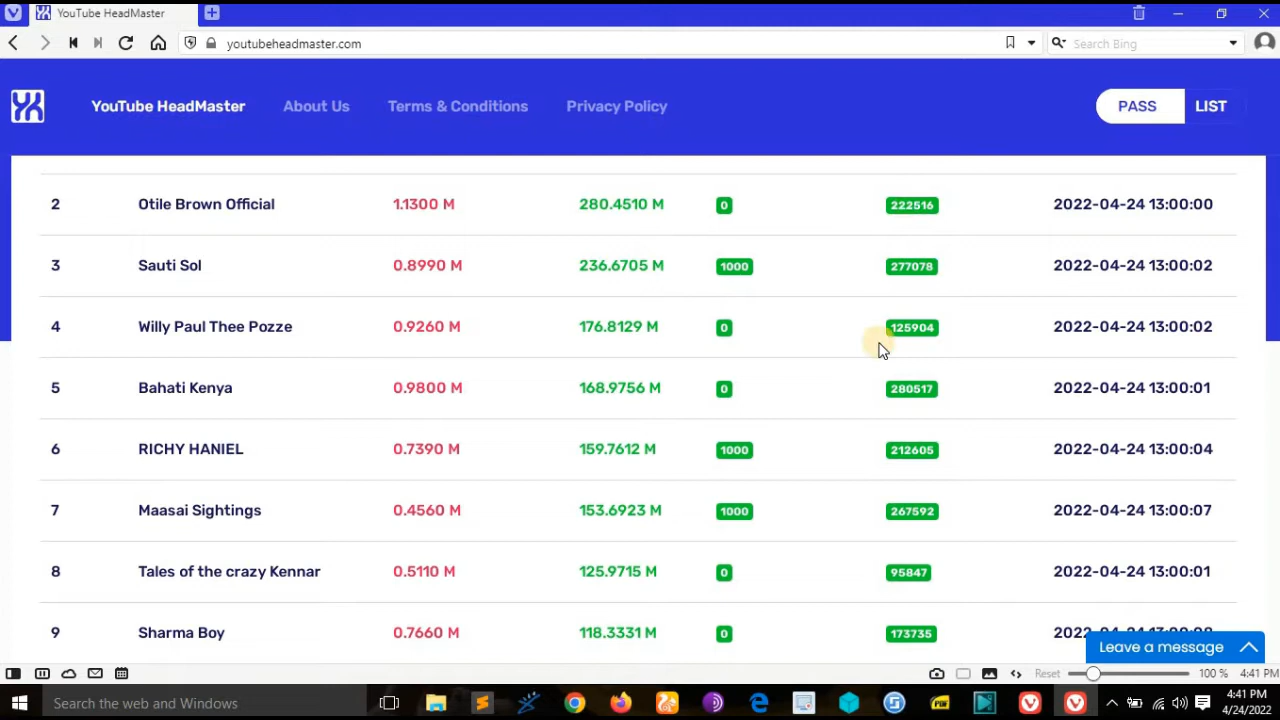 YouTube HeadMaster
youtubeheadmaster.com
Search Bing
YouTube HeadMaster About Us Terms & Conditions Privacy Policy PASS LIST
2 Otile Brown Official 1.1300 M 280.4510 M 0 222516 2022-04-24 13:00:00
3 Sauti Sol 0.8990 M 236.6705 M 1000 277078 2022-04-24 13:00:02
4 Willy Paul Thee Pozze 0.9260 M 176.8129 M 0 125904 2022-04-24 13:00:02
5 Bahati Kenya 0.9800 M 168.9756 M 0 280517 2022-04-24 13:00:01
6 RICHY HANIEL 0.7390 M 159.7612 M 1000 212605 2022-04-24 13:00:04
7 Maasai Sightings 0.4560 M 153.6923 M 1000 267592 2022-04-24 13:00:07
8 Tales of the crazy Kennar 0.5110 M 125.9715 M 0 95847 2022-04-24 13:00:01
9 Sharma Boy 0.7660 M 118.3331 M 0 173735
Leave a message
Reset 100 % 4:41 PM
Search the web and Windows
4:41 PM
4/24/2022